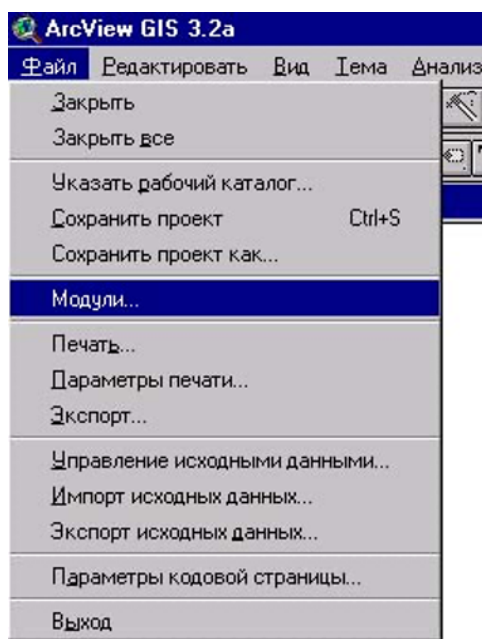 ArcView GIS 3.2a
Файл Редактировать Вид Тема Анализ
Закрыть
Закрыть все
Указать рабочий каталог...
Сохранить проект Ctrl+S
Сохранить проект как...
Модули...
Печать...
Параметры печати...
Экспорт...
Управление исходными данными...
Импорт исходных данных...
Экспорт исходных данных...
Параметры кодовой страницы...
Выход